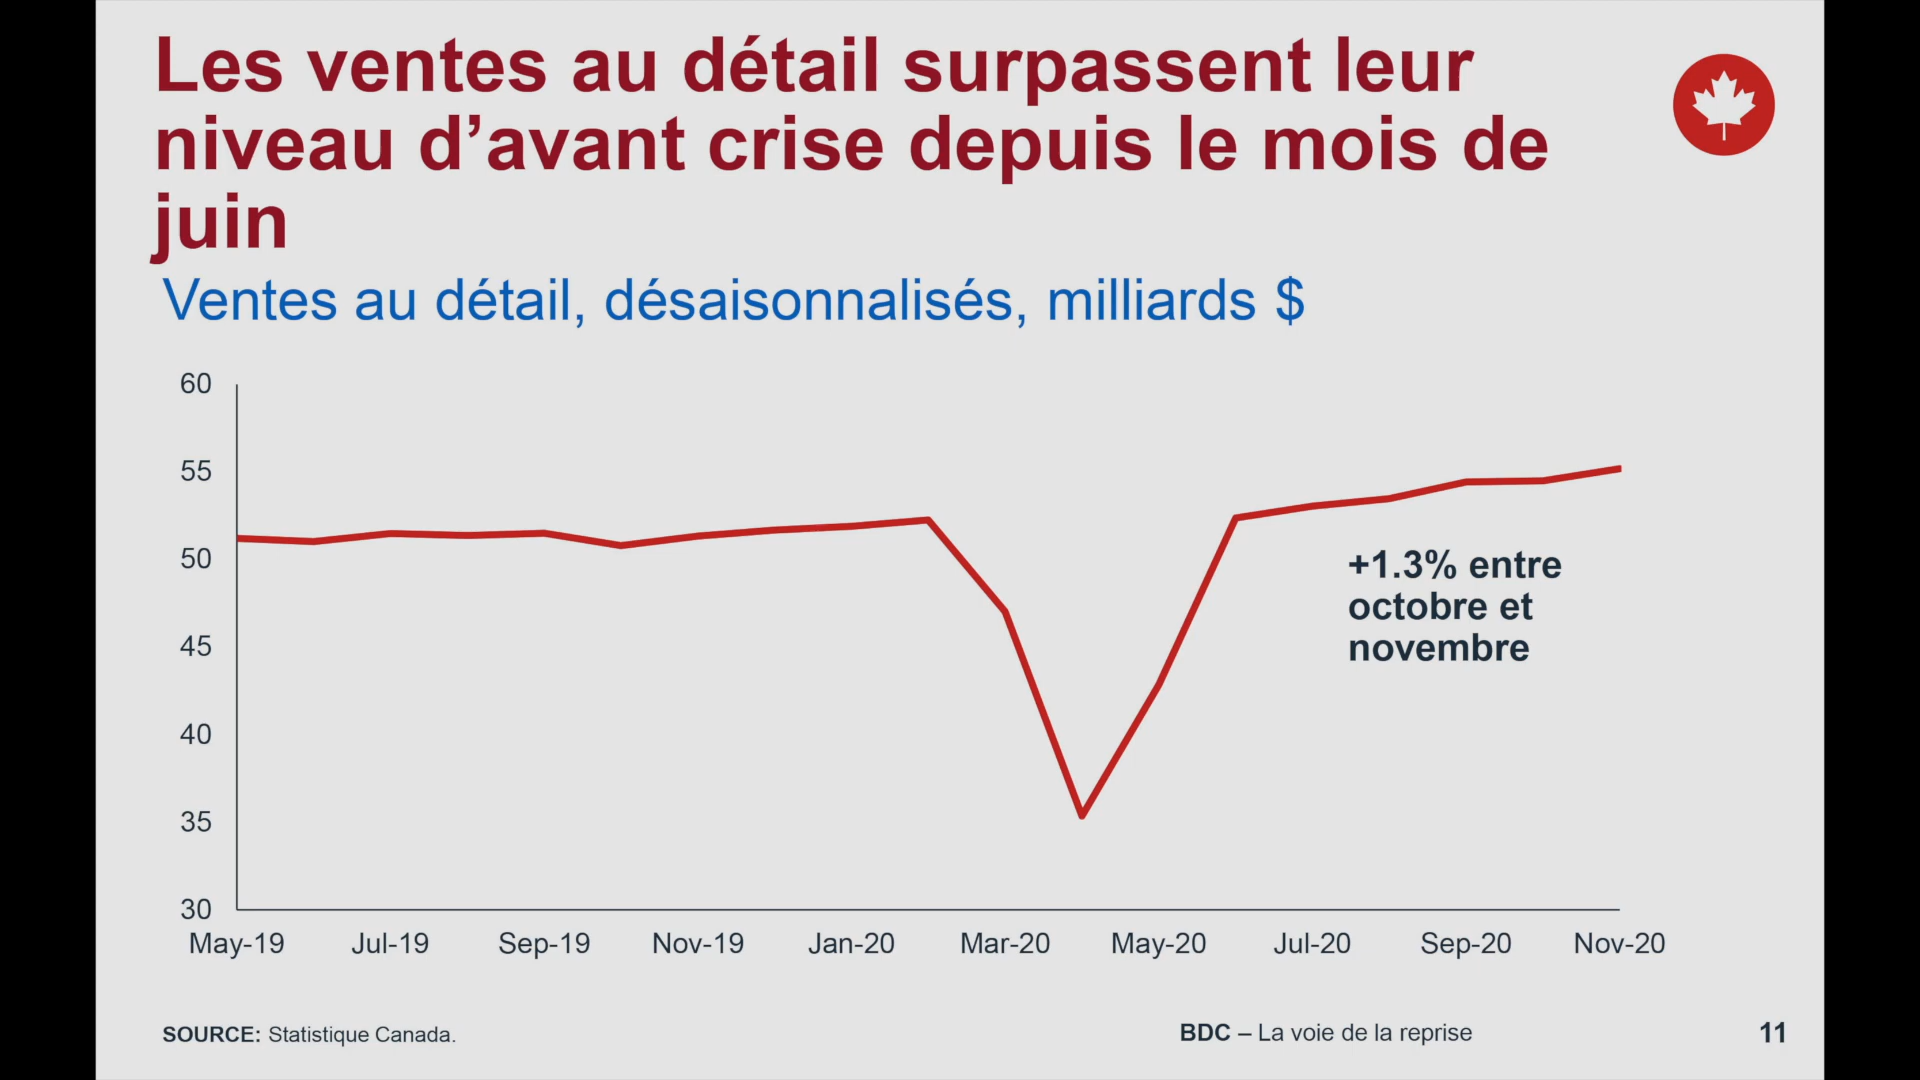 Les ventes au détail surpassent leur
niveau d’avant crise depuis le mois de
juin
Ventes au détail, désaisonnalisés, milliards $
60
55
50
45
40
35
30
+1.3% entre
octobre et
novembre
May-19 Jul-19 Sep-19 Nov-19 Jan-20 Mar-20 May-20 Jul-20 Sep-20 Nov-20
SOURCE: Statistique Canada.
BDC – La voie de la reprise
11